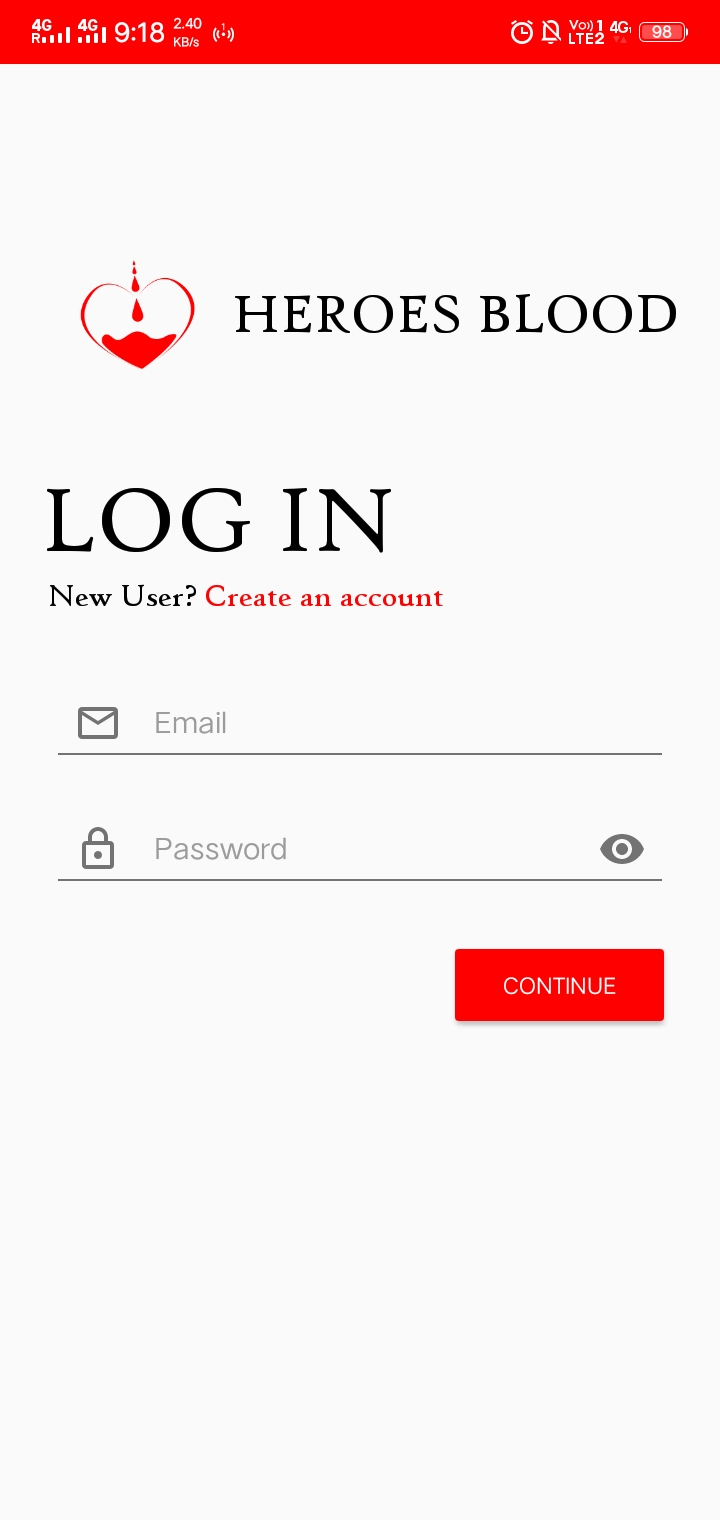 4G R 4G 9:18 2.40 KB/s Vo)) 1 LTE2 4G 98
HEROES BLOOD
LOG IN
New User? Create an account
Email
Password
CONTINUE